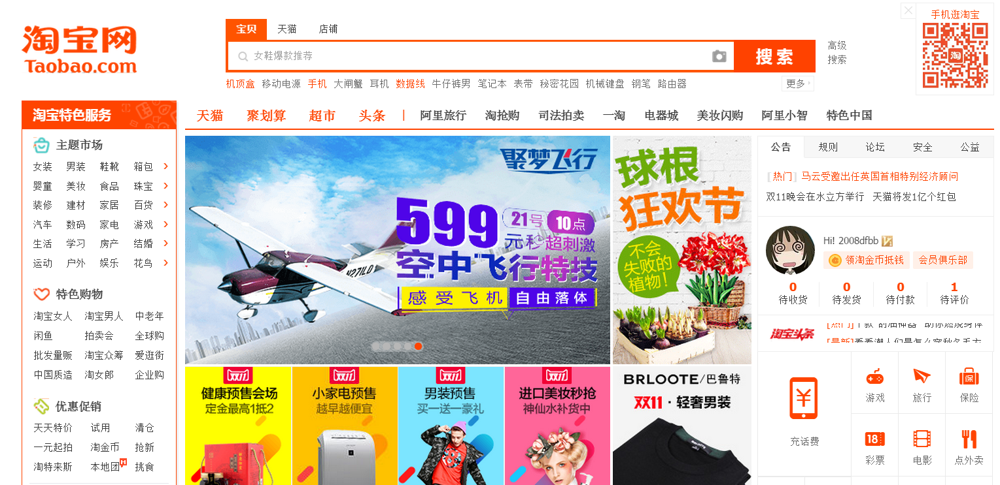 手机逛淘宝
淘宝网
Taobao.com
宝贝 天猫 店铺
女鞋爆款推荐
搜索
高级
搜索
机顶盒 移动电源 手机 大闸蟹 耳机 数据线 牛仔裤男 笔记本 表带 秘密花园 机械键盘 钢笔 路由器
更多
淘
淘宝特色服务
天猫 聚划算 超市 头条 | 阿里旅行 淘抢购 司法拍卖 一淘 电器城 美妆闪购 阿里小智 特色中国
主题市场
女装 男装 鞋靴 箱包
婴童 美妆 食品 珠宝
装修 建材 家居 百货
汽车 数码 家电 游戏
生活 学习 房产 结婚
运动 户外 娱乐 花鸟
特色购物
淘宝女人 淘宝男人 中老年
闲鱼 拍卖会 全球购
批发量贩 淘宝众筹 爱逛街
中国质造 淘女郎 企业购
优惠促销
天天特价 试用 清仓
一元起拍 淘金币 抢新
淘特来斯 本地团 挑食
聚梦飞行
599 21号 10点
元秒超刺激
空中飞行特技
感受飞机 自由落体
N271LD
球根
狂欢节
不会
失败的
植物!
双11
健康预售会场
定金最高1抵2
双11
小家电预售
越早越便宜
双11
男装预售
买一送一豪礼
双11
进口美妆秒抢
神仙水补货中
BRLOOTE/巴鲁特
双11·轻奢男装
公告 规则 论坛 安全 公益
[热门] 马云受邀出任英国首相特别经济顾问
双11晚会在水立方举行 天猫将发1亿个红包
Hi! 2008dfbb
领淘金币抵钱 会员俱乐部
0 0 0 1
待收货 待发货 待付款 待评价
淘宝头条
[最新]看看潮人们是怎么穿秋冬毛衣
充话费
游戏 旅行 保险
彩票 电影 点外卖
¥
保
18